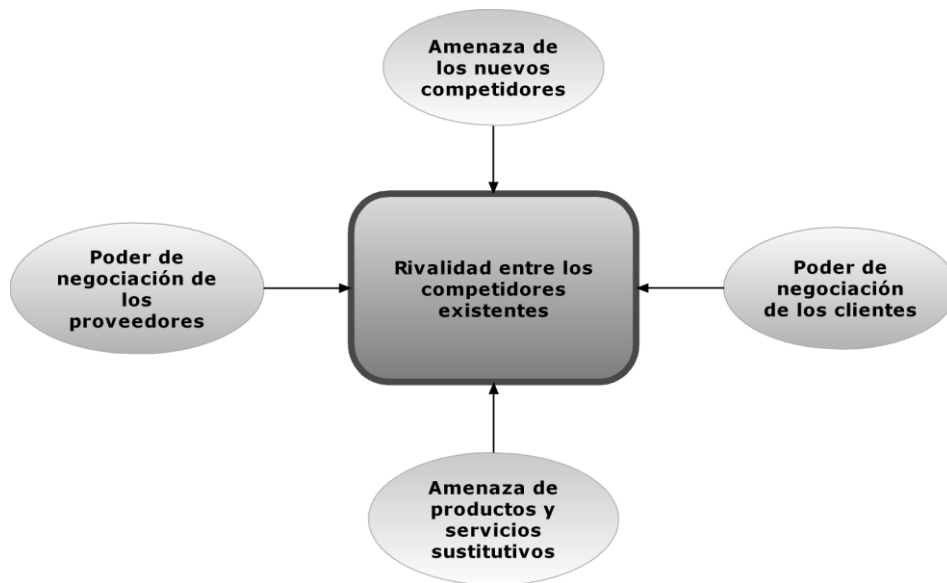 Amenaza de
los nuevos
competidores
Poder de
negociación de
los
proveedores
Rivalidad entre los
competidores
existentes
Poder de
negociación
de los clientes
Amenaza de
productos y
servicios
sustitutivos